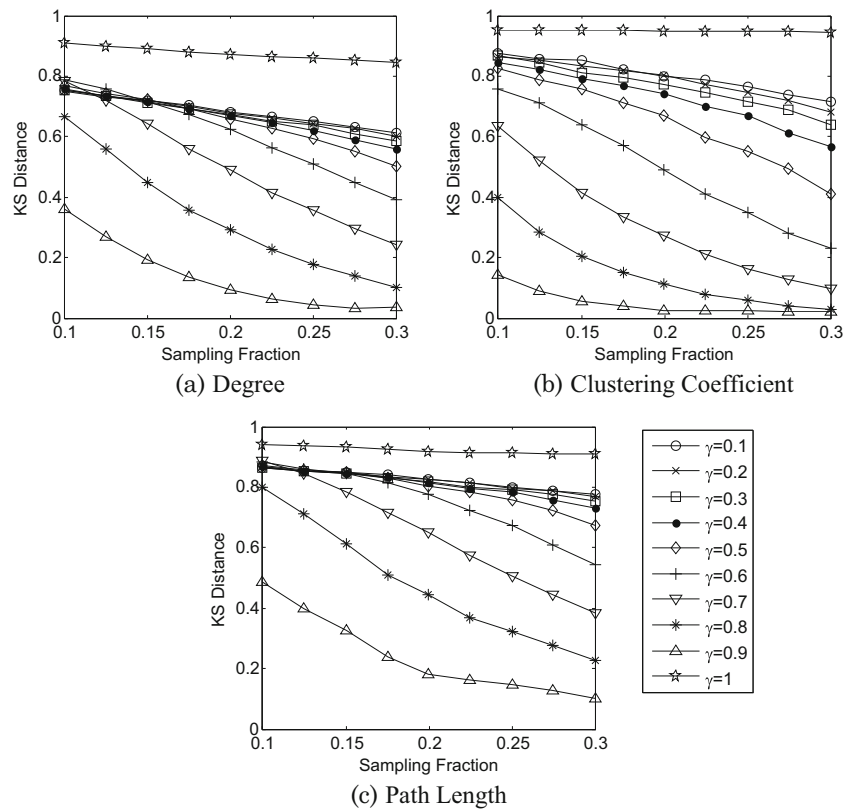 1
0.8
0.6
0.4
0.2
0
KS Distance
0.1
0.15
0.2
0.25
0.3
Sampling Fraction
(a) Degree
1
0.8
0.6
0.4
0.2
0
KS Distance
0.1
0.15
0.2
0.25
0.3
Sampling Fraction
(b) Clustering Coefficient
1
0.8
0.6
0.4
0.2
0
KS Distance
0.1
0.15
0.2
0.25
0.3
Sampling Fraction
(c) Path Length
γ=0.1
γ=0.2
γ=0.3
γ=0.4
γ=0.5
γ=0.6
γ=0.7
γ=0.8
γ=0.9
γ=1